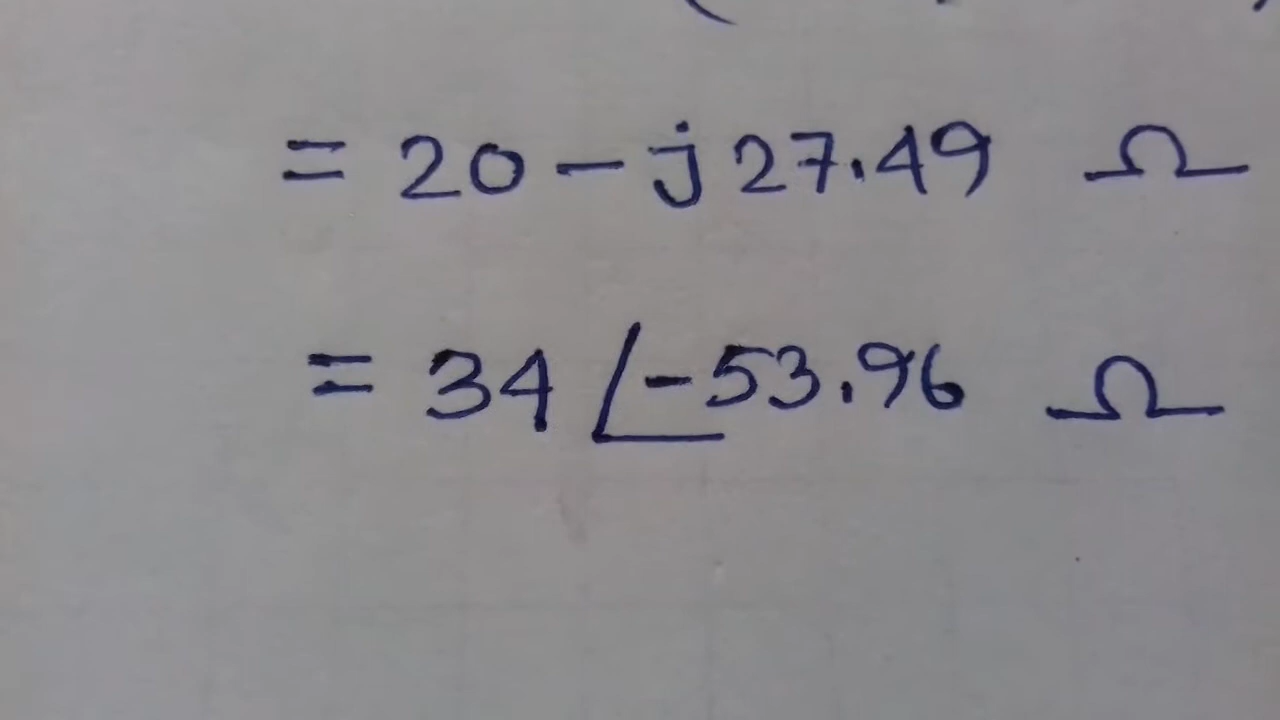 = 20 - j27.49 Ω
= 34 ∠-53.96 Ω